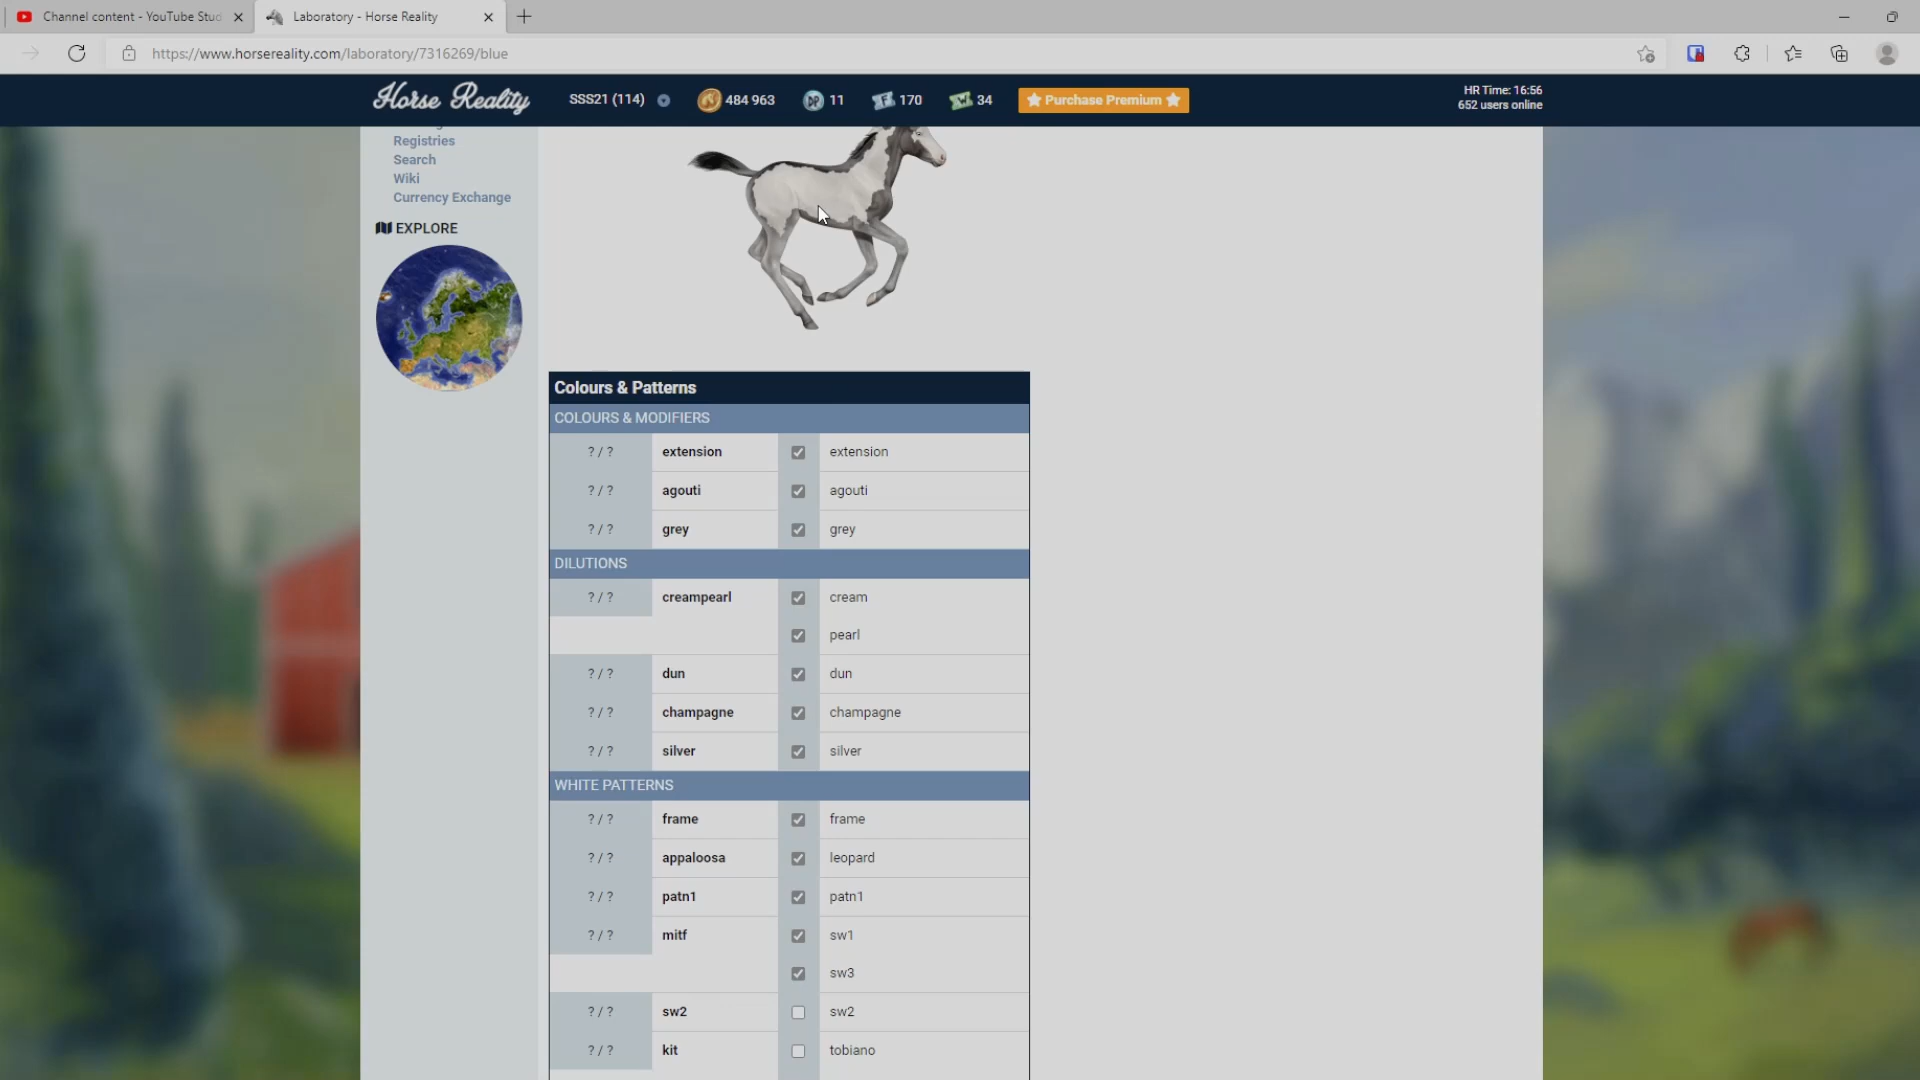 Channel content - YouTube Stud
Laboratory - Horse Reality
https://www.horsereality.com/laboratory/7316269/blue
Horse Reality
SSS21 (114)
484 963
DP
11
170
34
Purchase Premium
HR Time: 16:56
652 users online
Registries
Search
Wiki
Currency Exchange
EXPLORE
Colours & Patterns
COLOURS & MODIFIERS
? / ? extension extension
? / ? agouti agouti
? / ? grey grey
DILUTIONS
? / ? creampearl cream
pearl
? / ? dun dun
? / ? champagne champagne
? / ? silver silver
WHITE PATTERNS
? / ? frame frame
? / ? appaloosa leopard
? / ? patn1 patn1
? / ? mitf sw1
sw3
? / ? sw2 sw2
? / ? kit tobiano